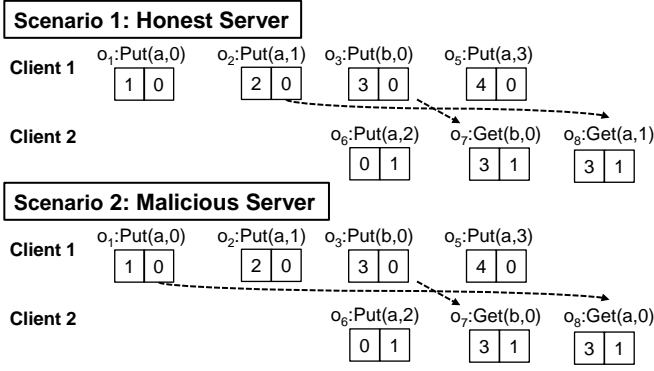 Scenario 1: Honest Server
o₁:Put(a,0) o₂:Put(a,1) o₃:Put(b,0) o₅:Put(a,3)
Client 1
1 0 2 0 3 0 4 0
Client 2
o₆:Put(a,2) o₇:Get(b,0) o₈:Get(a,1)
0 1 3 1 3 1
Scenario 2: Malicious Server
o₁:Put(a,0) o₂:Put(a,1) o₃:Put(b,0) o₅:Put(a,3)
Client 1
1 0 2 0 3 0 4 0
Client 2
o₆:Put(a,2) o₇:Get(b,0) o₈:Get(a,0)
0 1 3 1 3 1